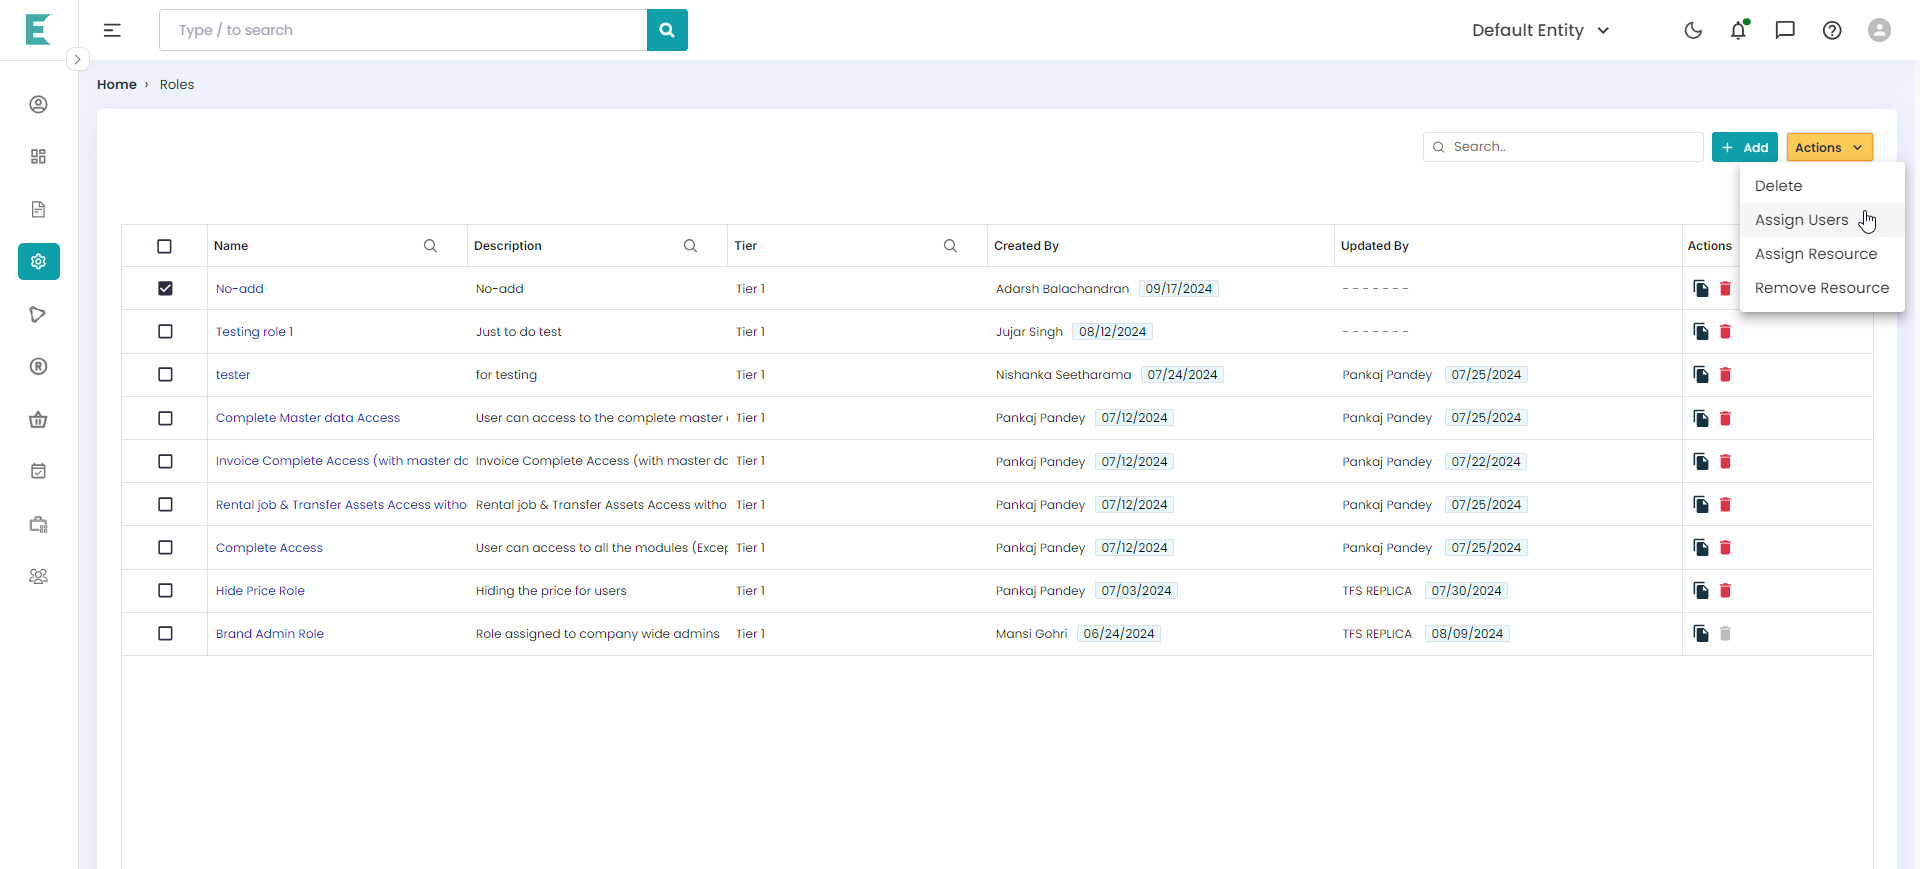 Type / to search
Default Entity
Home › Roles
Search..
+ Add
Actions
Delete
Assign Users
Assign Resource
Remove Resource
Name Description Tier Created By Updated By Actions
No-add No-add Tier 1 Adarsh Balachandran 09/17/2024 - - - - - - -
Testing role 1 Just to do test Tier 1 Jujar Singh 08/12/2024 - - - - - - -
tester for testing Tier 1 Nishanka Seetharama 07/24/2024 Pankaj Pandey 07/25/2024
Complete Master data Access User can access to the complete master Tier 1 Pankaj Pandey 07/12/2024 Pankaj Pandey 07/25/2024
Invoice Complete Access (with master da Invoice Complete Access (with master da Tier 1 Pankaj Pandey 07/12/2024 Pankaj Pandey 07/22/2024
Rental job & Transfer Assets Access witho Rental job & Transfer Assets Access witho Tier 1 Pankaj Pandey 07/12/2024 Pankaj Pandey 07/25/2024
Complete Access User can access to all the modules (Excep Tier 1 Pankaj Pandey 07/12/2024 Pankaj Pandey 07/25/2024
Hide Price Role Hiding the price for users Tier 1 Pankaj Pandey 07/03/2024 TFS REPLICA 07/30/2024
Brand Admin Role Role assigned to company wide admins Tier 1 Mansi Gohri 06/24/2024 TFS REPLICA 08/09/2024